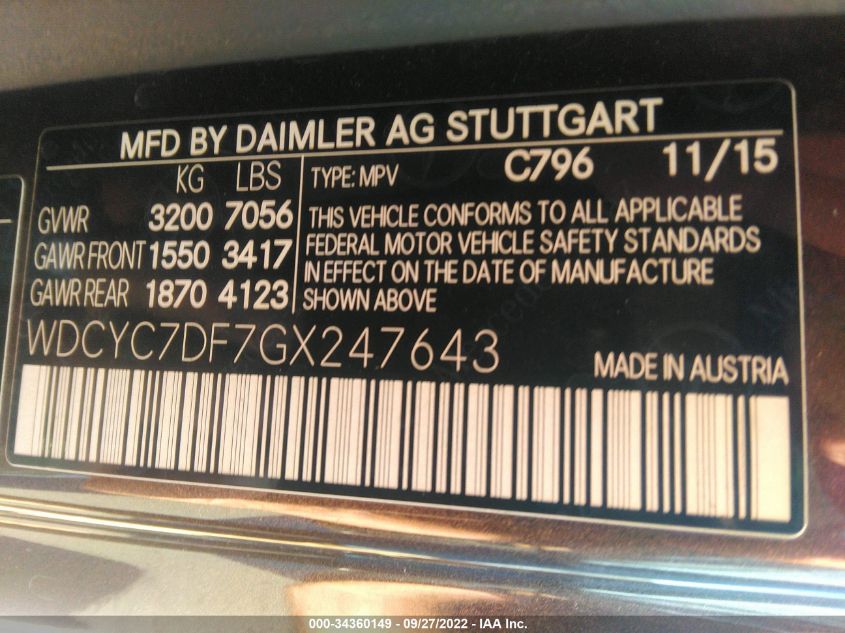 MFD BY DAIMLER AG STUTTGART
KG LBS
GVWR 3200 7056
GAWR FRONT 1550 3417
GAWR REAR 1870 4123
TYPE: MPV C796 11/15
THIS VEHICLE CONFORMS TO ALL APPLICABLE
FEDERAL MOTOR VEHICLE SAFETY STANDARDS
IN EFFECT ON THE DATE OF MANUFACTURE
SHOWN ABOVE
WDCYC7DF7GX247643
MADE IN AUSTRIA
000-34360149 - 09/27/2022 - IAA Inc.